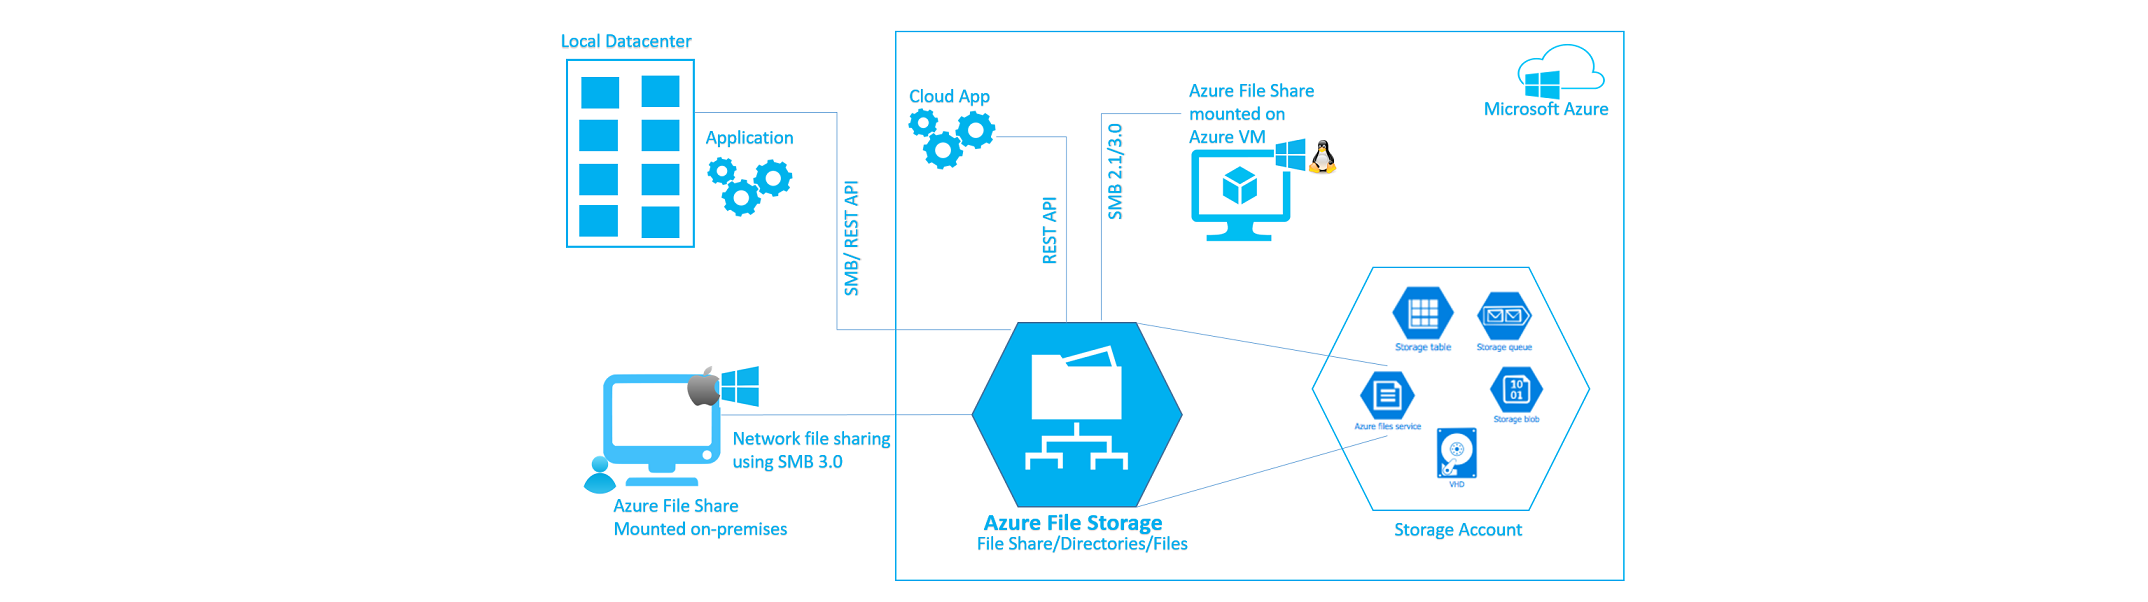 Local Datacenter
Application
SMB/ REST API
Cloud App
REST API
SMB 2.1/3.0
Azure File Share
mounted on
Azure VM
Microsoft Azure
Network file sharing
using SMB 3.0
Azure File Share
Mounted on-premises
Azure File Storage
File Share/Directories/Files
Storage table
Storage queue
Azure files service
10
01
Storage blob
VHD
Storage Account